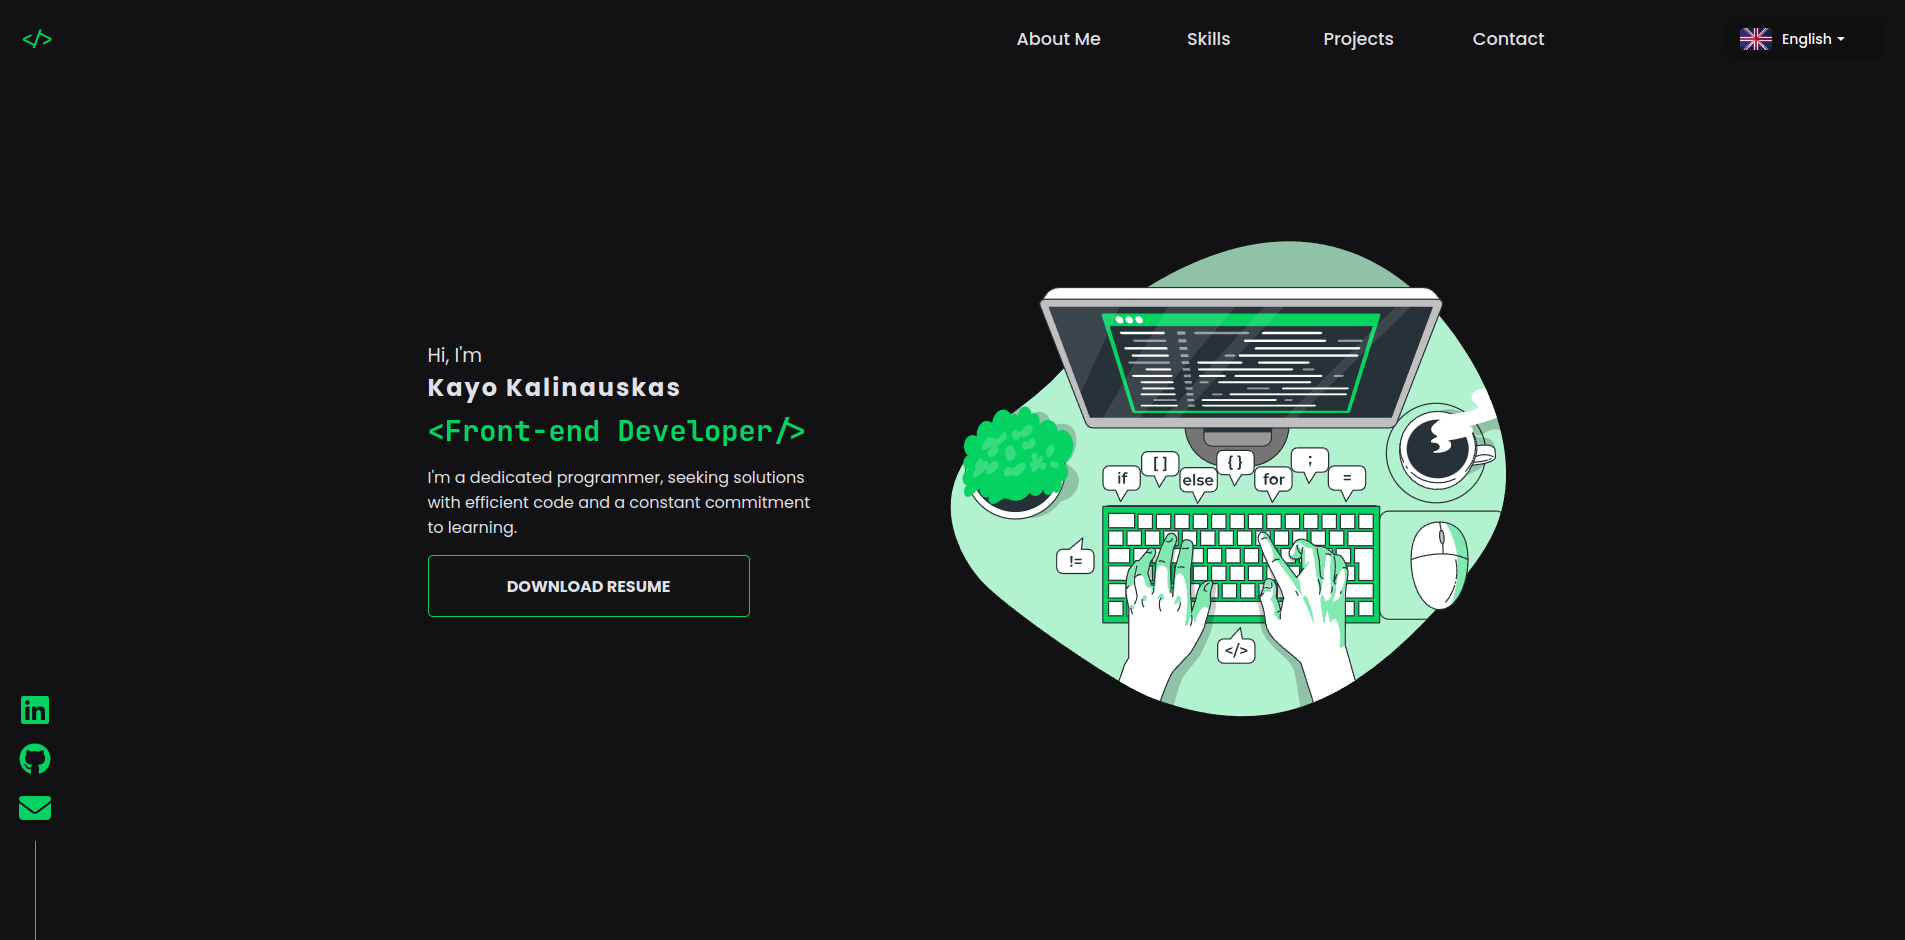 </>
About Me Skills Projects Contact English
Hi, I'm
Kayo Kalinauskas
<Front-end Developer/>
I'm a dedicated programmer, seeking solutions
with efficient code and a constant commitment
to learning.
DOWNLOAD RESUME
if [ ] else { } for ; =
!=
</>
in